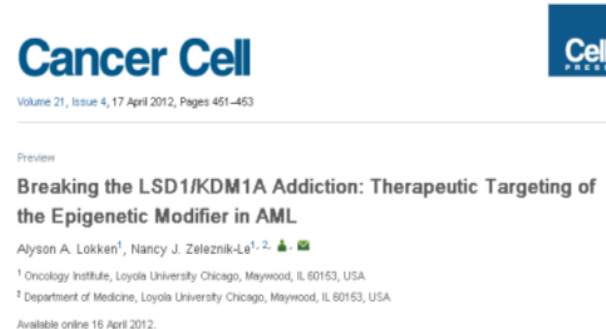 Cancer Cell
Cell
PRESS
Volume 21, Issue 4, 17 April 2012, Pages 451–453
Preview
Breaking the LSD1/KDM1A Addiction: Therapeutic Targeting of
the Epigenetic Modifier in AML
Alyson A. Lokken1, Nancy J. Zeleznik-Le1, 2,
1 Oncology Institute, Loyola University Chicago, Maywood, IL 60153, USA
2 Department of Medicine, Loyola University Chicago, Maywood, IL 60153, USA
Available online 16 April 2012.